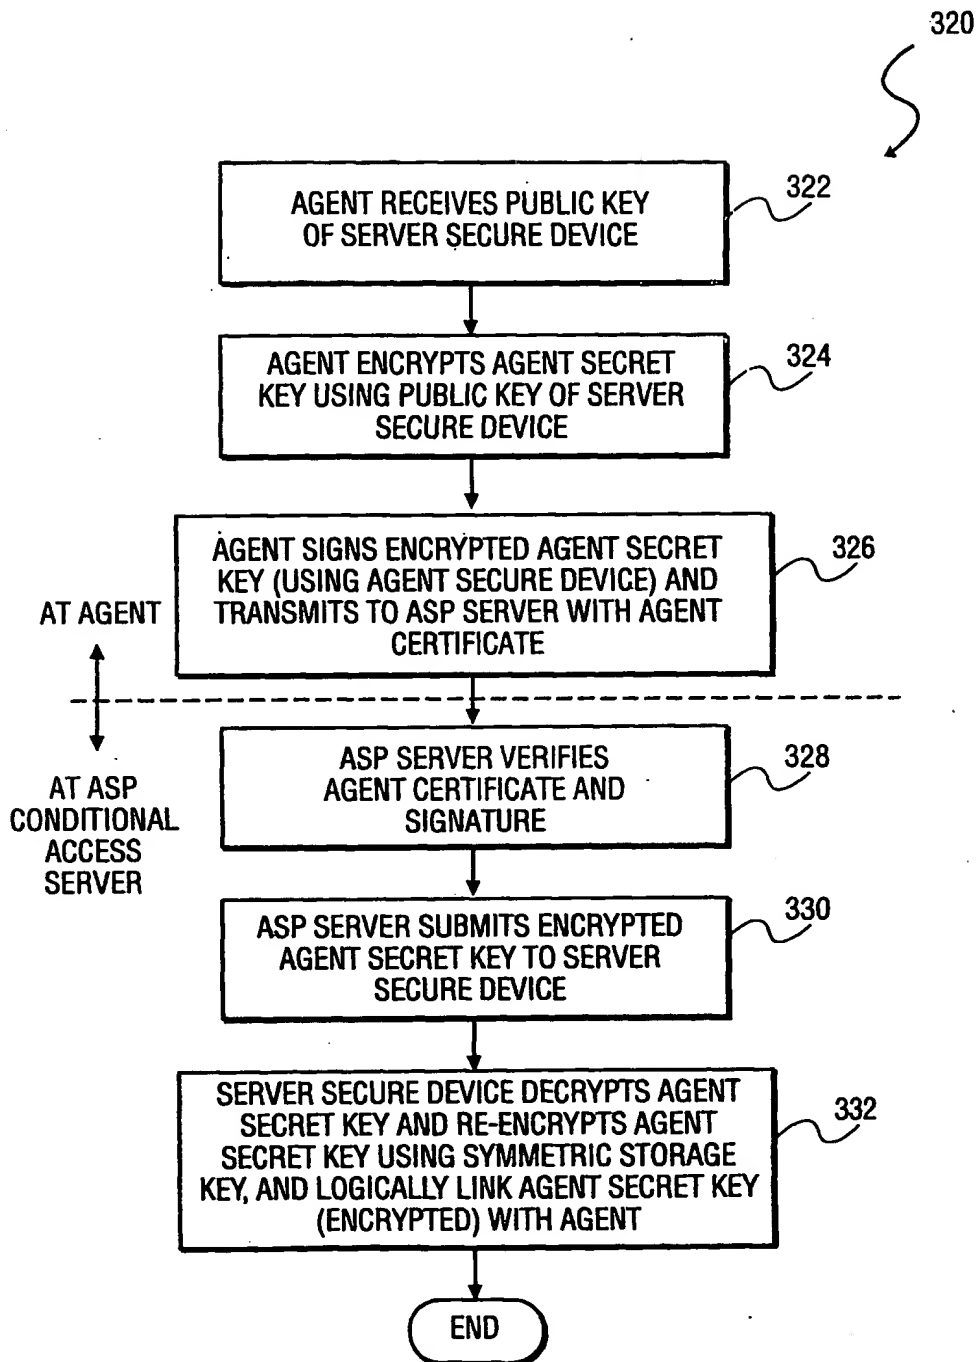 320
AGENT RECEIVES PUBLIC KEY
OF SERVER SECURE DEVICE
322
AGENT ENCRYPTS AGENT SECRET
KEY USING PUBLIC KEY OF SERVER
SECURE DEVICE
324
AGENT SIGNS ENCRYPTED AGENT SECRET
KEY (USING AGENT SECURE DEVICE) AND
TRANSMITS TO ASP SERVER WITH AGENT
CERTIFICATE
326
AT AGENT
AT ASP
CONDITIONAL
ACCESS
SERVER
ASP SERVER VERIFIES
AGENT CERTIFICATE AND
SIGNATURE
328
ASP SERVER SUBMITS ENCRYPTED
AGENT SECRET KEY TO SERVER
SECURE DEVICE
330
SERVER SECURE DEVICE DECRYPTS AGENT
SECRET KEY AND RE-ENCRYPTS AGENT
SECRET KEY USING SYMMETRIC STORAGE
KEY, AND LOGICALLY LINK AGENT SECRET KEY
(ENCRYPTED) WITH AGENT
332
END